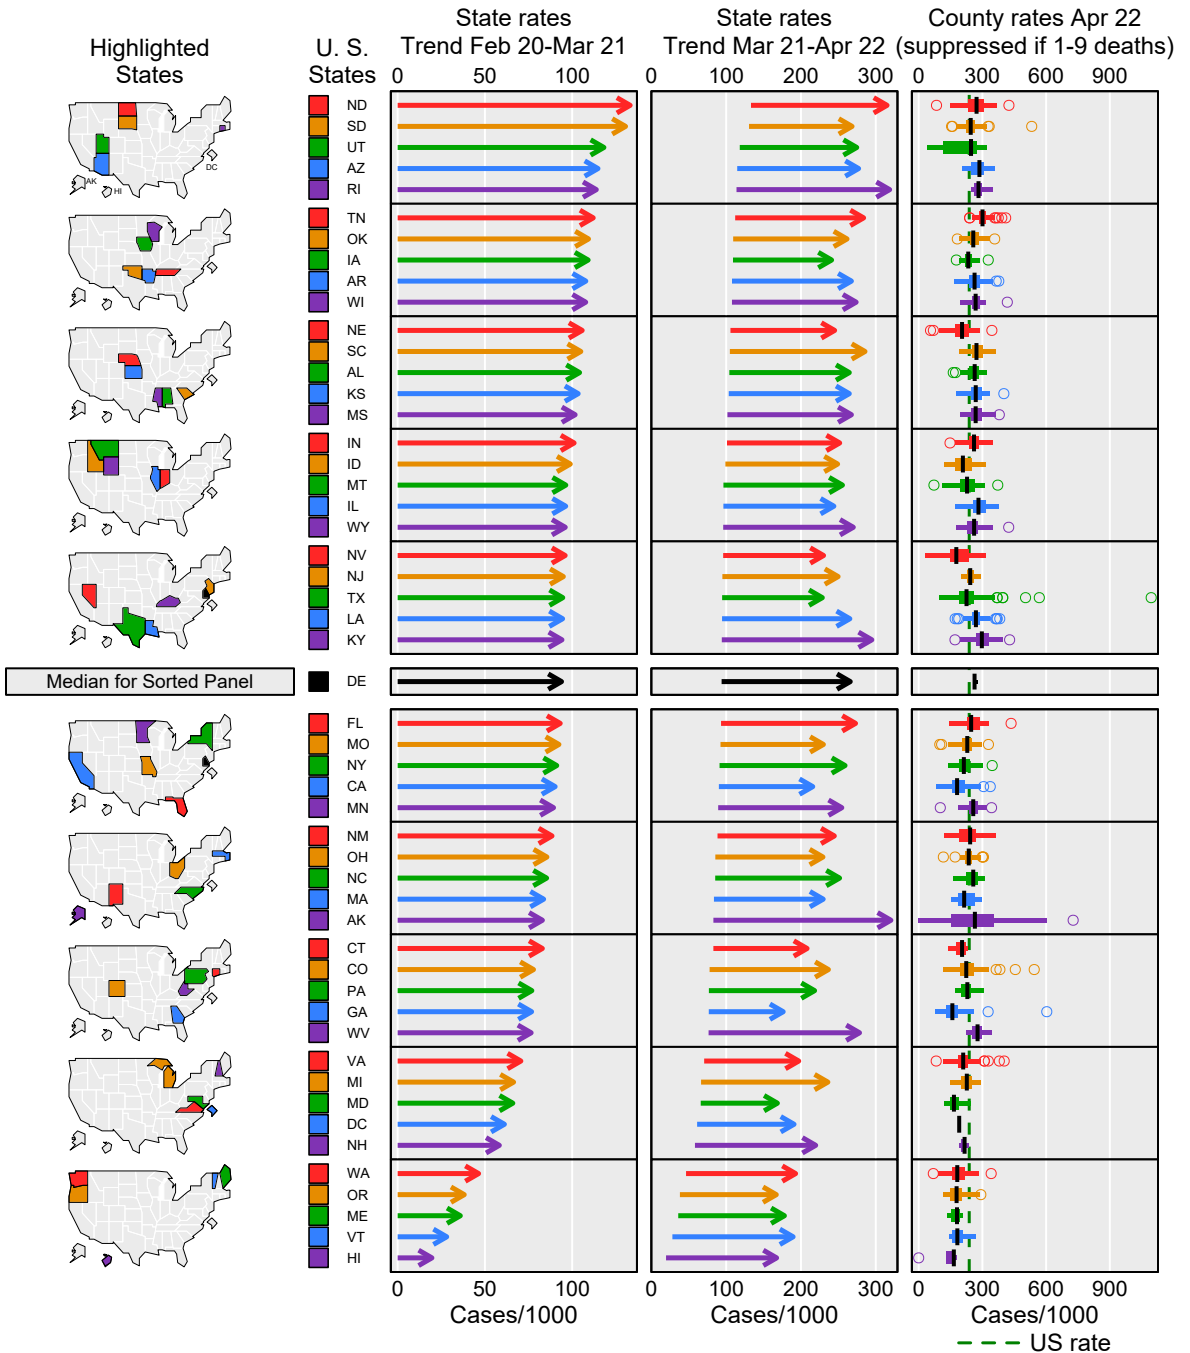 Highlighted
States
U. S.
States
State rates
Trend Feb 20-Mar 21
State rates
Trend Mar 21-Apr 22
County rates Apr 22
(suppressed if 1-9 deaths)
0 50 100
0 100 200 300
0 300 600 900
ND
SD
UT
AZ
RI
AK
HI
DC
TN
OK
IA
AR
WI
NE
SC
AL
KS
MS
IN
ID
MT
IL
WY
NV
NJ
TX
LA
KY
Median for Sorted Panel
DE
FL
MO
NY
CA
MN
NM
OH
NC
MA
AK
CT
CO
PA
GA
WV
VA
MI
MD
DC
NH
WA
OR
ME
VT
HI
0 50 100
0 100 200 300
0 300 600 900
Cases/1000
Cases/1000
Cases/1000
US rate